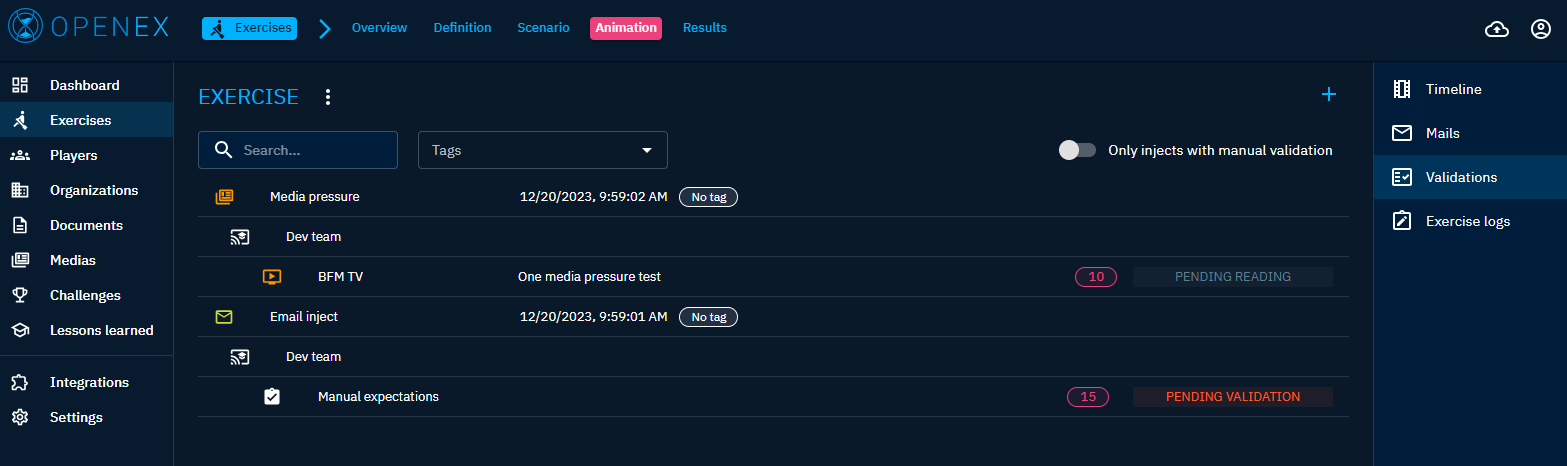 OPENEX
Exercises
Overview
Definition
Scenario
Animation
Results
Dashboard
Exercises
Players
Organizations
Documents
Medias
Challenges
Lessons learned
Integrations
Settings
EXERCISE
Search...
Tags
Only injects with manual validation
Media pressure 12/20/2023, 9:59:02 AM No tag
Dev team
BFM TV One media pressure test 10 PENDING READING
Email inject 12/20/2023, 9:59:01 AM No tag
Dev team
Manual expectations 15 PENDING VALIDATION
Timeline
Mails
Validations
Exercise logs